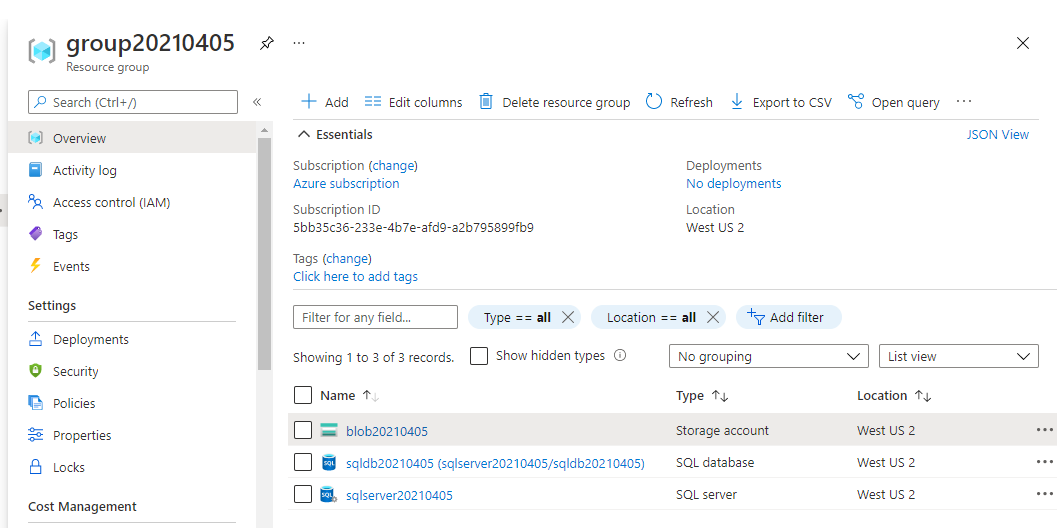 group20210405
Resource group
Search (Ctrl+/)
Overview
Activity log
Access control (IAM)
Tags
Events
Settings
Deployments
Security
Policies
Properties
Locks
Cost Management
Add Edit columns Delete resource group Refresh Export to CSV Open query
Essentials JSON View
Subscription (change) Deployments
Azure subscription No deployments
Subscription ID Location
5bb35c36-233e-4b7e-afd9-a2b795899fb9 West US 2
Tags (change)
Click here to add tags
Filter for any field... Type == all Location == all Add filter
Showing 1 to 3 of 3 records. Show hidden types No grouping List view
Name Type Location
blob20210405 Storage account West US 2
SQL sqldb20210405 (sqlserver20210405/sqldb20210405) SQL database West US 2
SQL sqlserver20210405 SQL server West US 2